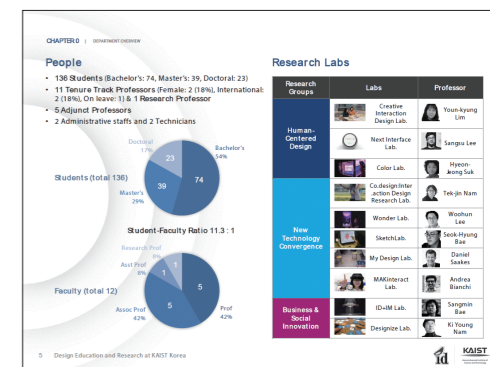 CHAPTER 0 | DEPARTMENT OVERVIEW
People
• 136 Students (Bachelor's: 74, Master's: 39, Doctoral: 23)
• 11 Tenure Track Professors (Female: 2 (18%), International:
2 (18%), On leave: 1) & 1 Research Professor
• 5 Adjunct Professors
• 2 Administrative staffs and 2 Technicians
Students (total 136)
Doctoral
17%
23
Bachelor's
54%
74
39
Master's
29%
Student-Faculty Ratio 11.3 : 1
Faculty (total 12)
Research Prof
8%
1
Asst Prof
8%
1
5
Prof
42%
5
Assoc Prof
42%
Research Labs
Research
Groups
Labs
Professor
Human-
Centered
Design
Creative
Interaction
Design Lab.
Youn-kyung
Lim
Next Interface
Lab.
Sangsu Lee
Color Lab.
Hyeon-
Jeong Suk
New
Technology
Convergence
Co.design:Inter
.action Design
Research Lab.
Tek-Jin Nam
Wonder Lab.
Woohun
Lee
SketchLab.
Seok-Hyung
Bae
My Design Lab.
Daniel
Saakes
MAKinteract
Lab.
Andrea
Bianchi
Business &
Social
Innovation
ID+IM Lab.
Sangmin
Bae
Designize Lab.
Ki Young
Nam
5 Design Education and Research at KAIST Korea
id
KAIST